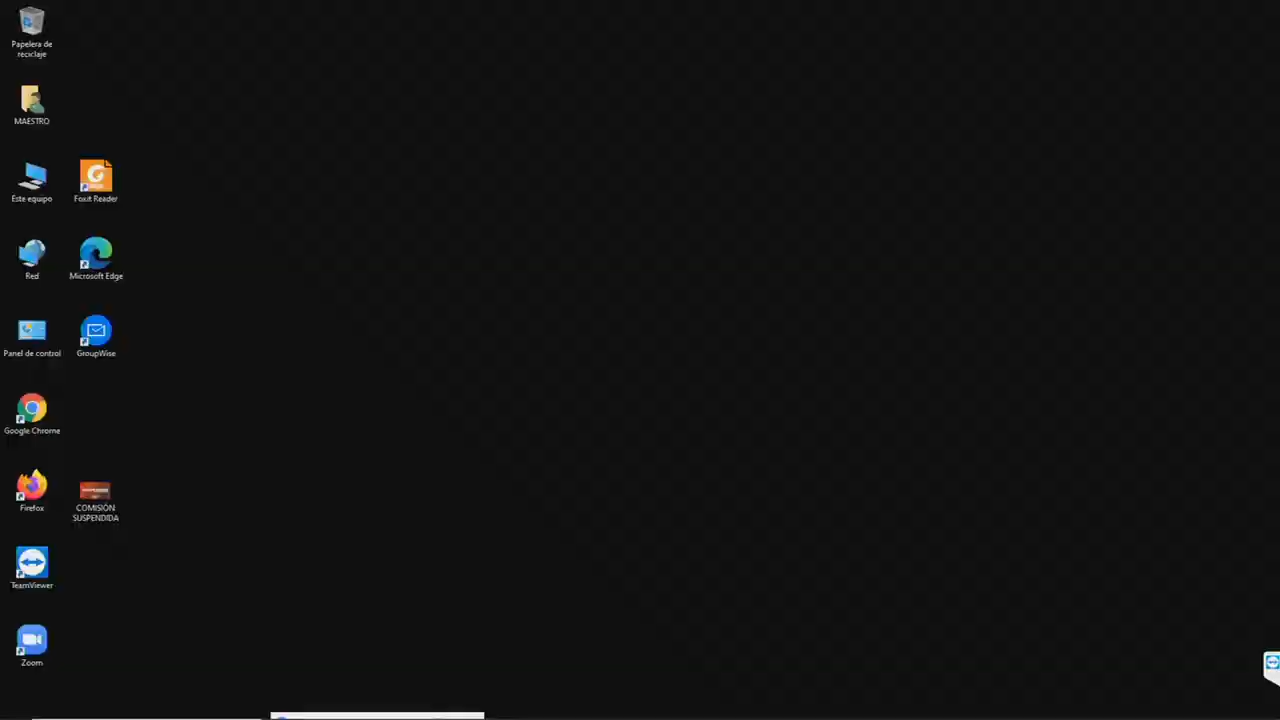 Papelera de
reciclaje
MAESTRO
Este equipo
Foxit Reader
Red
Microsoft Edge
Panel de control
GroupWise
Google Chrome
Firefox
COMISIÓN
SUSPENDIDA
TeamViewer
Zoom